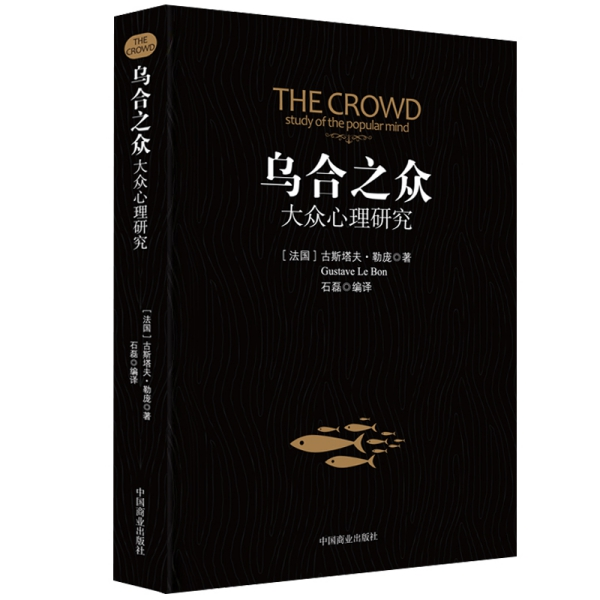 THE
CROWD
乌合之众
大众心理研究
[法国]古斯塔夫·勒庞◎著
石磊◎编译
中国商业出版社
THE CROWD
study of the popular mind
乌合之众
大众心理研究
[法国]古斯塔夫·勒庞◎著
Gustave Le Bon
石磊◎编译
中国商业出版社